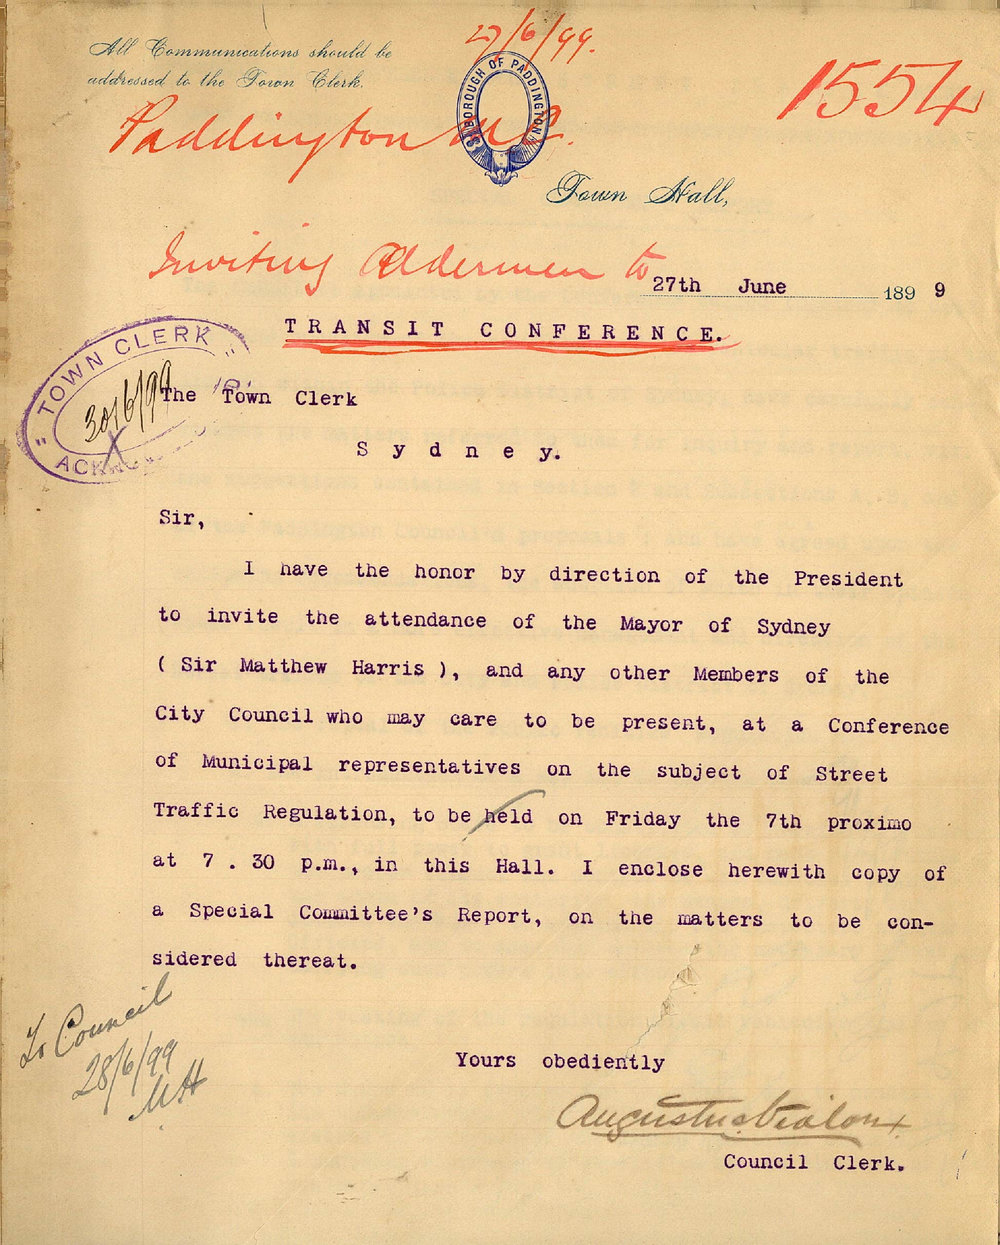 27/6/99.
All Communications should be
addressed to the Town Clerk.
BOROUGH OF PADDINGTON
1554
Paddington M.C.
Town Hall,
Inviting Aldermen to
27th June 1899
TRANSIT CONFERENCE.
"TOWN CLERK"
30/6/99
ACK
The Town Clerk
Sydney.
Sir,
I have the honor by direction of the President
to invite the attendance of the Mayor of Sydney
( Sir Matthew Harris ), and any other Members of the
City Council who may care to be present, at a Conference
of Municipal representatives on the subject of Street
Traffic Regulation, to be held on Friday the 7th proximo
at 7 . 30 p.m., in this Hall. I enclose herewith copy of
a Special Committee's Report, on the matters to be con-
sidered thereat.
To Council
28/6/99
MH
Yours obediently
Augustus Vialoux
Council Clerk.